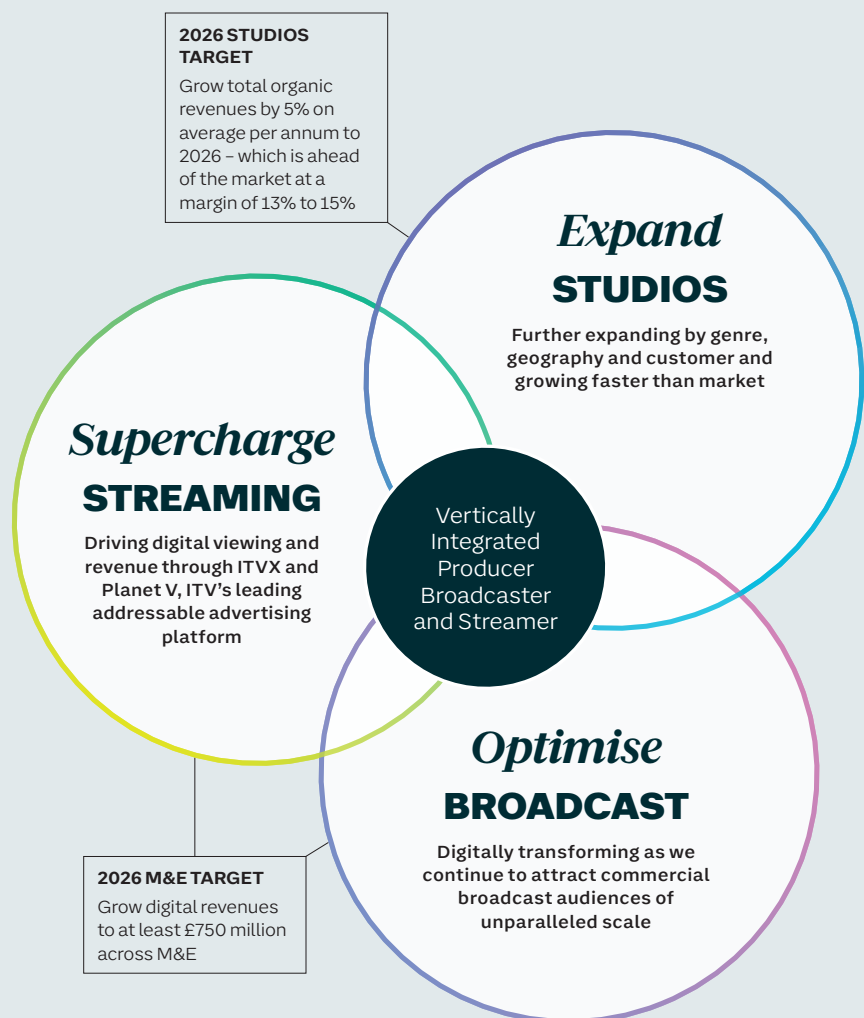 2026 STUDIOS
TARGET
Grow total organic
revenues by 5% on
average per annum to
2026 – which is ahead
of the market at a
margin of 13% to 15%
Expand
STUDIOS
Further expanding by genre,
geography and customer and
growing faster than market
Supercharge
STREAMING
Driving digital viewing and
revenue through ITVX and
Planet V, ITV’s leading
addressable advertising
platform
Vertically
Integrated
Producer
Broadcaster
and Streamer
Optimise
BROADCAST
Digitally transforming as we
continue to attract commercial
broadcast audiences of
unparalleled scale
2026 M&E TARGET
Grow digital revenues
to at least £750 million
across M&E